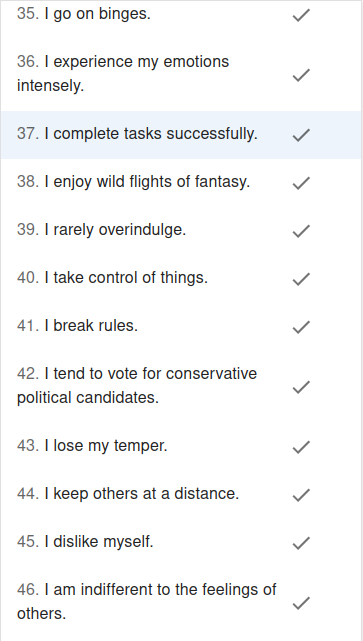 35. I go on binges.
36. I experience my emotions
intensely.
37. I complete tasks successfully.
38. I enjoy wild flights of fantasy.
39. I rarely overindulge.
40. I take control of things.
41. I break rules.
42. I tend to vote for conservative
political candidates.
43. I lose my temper.
44. I keep others at a distance.
45. I dislike myself.
46. I am indifferent to the feelings of
others.